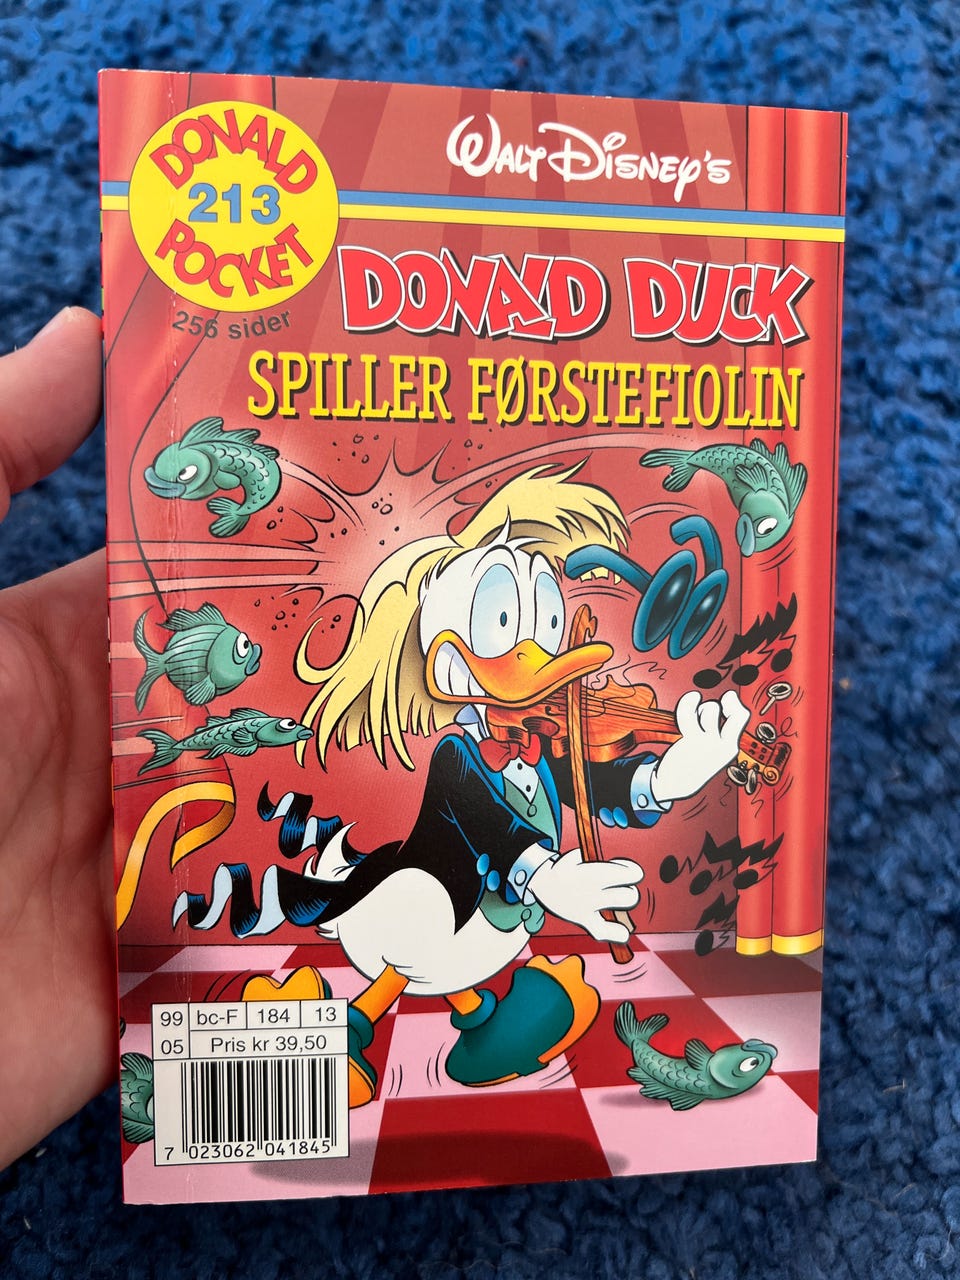 WALT DISNEY'S
DONALD
213
POCKET
256 sider
DONALD DUCK
SPILLER FØRSTEFIOLIN
99 bc-F 184 13
05 Pris kr 39,50
7 023062 041845